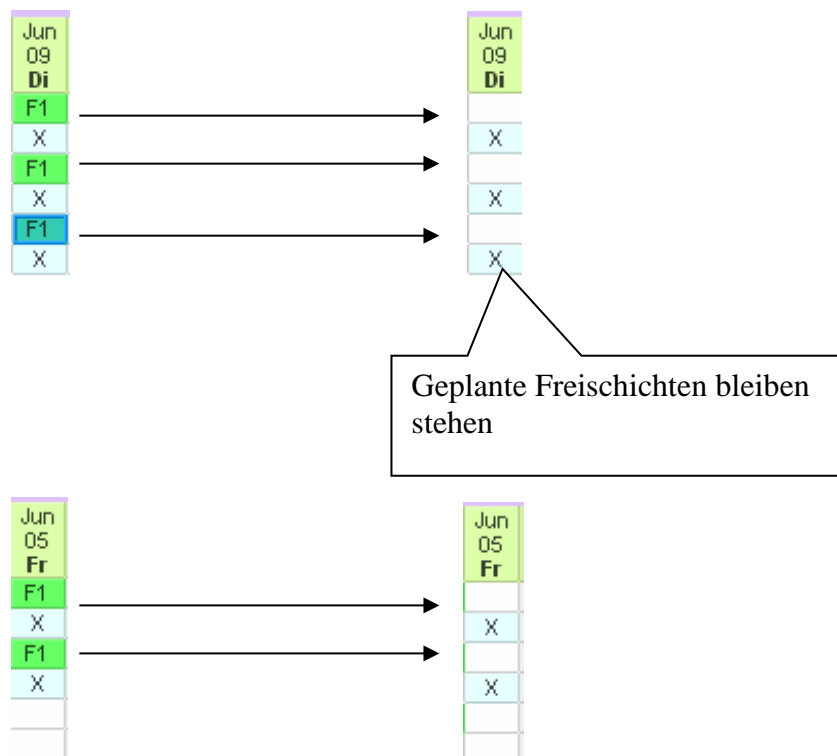 Jun
09
Di
F1
X
F1
X
F1
X
Jun
09
Di
X
X
X
Geplante Freischichten bleiben
stehen
Jun
05
Fr
F1
X
F1
X
Jun
05
Fr
X
X